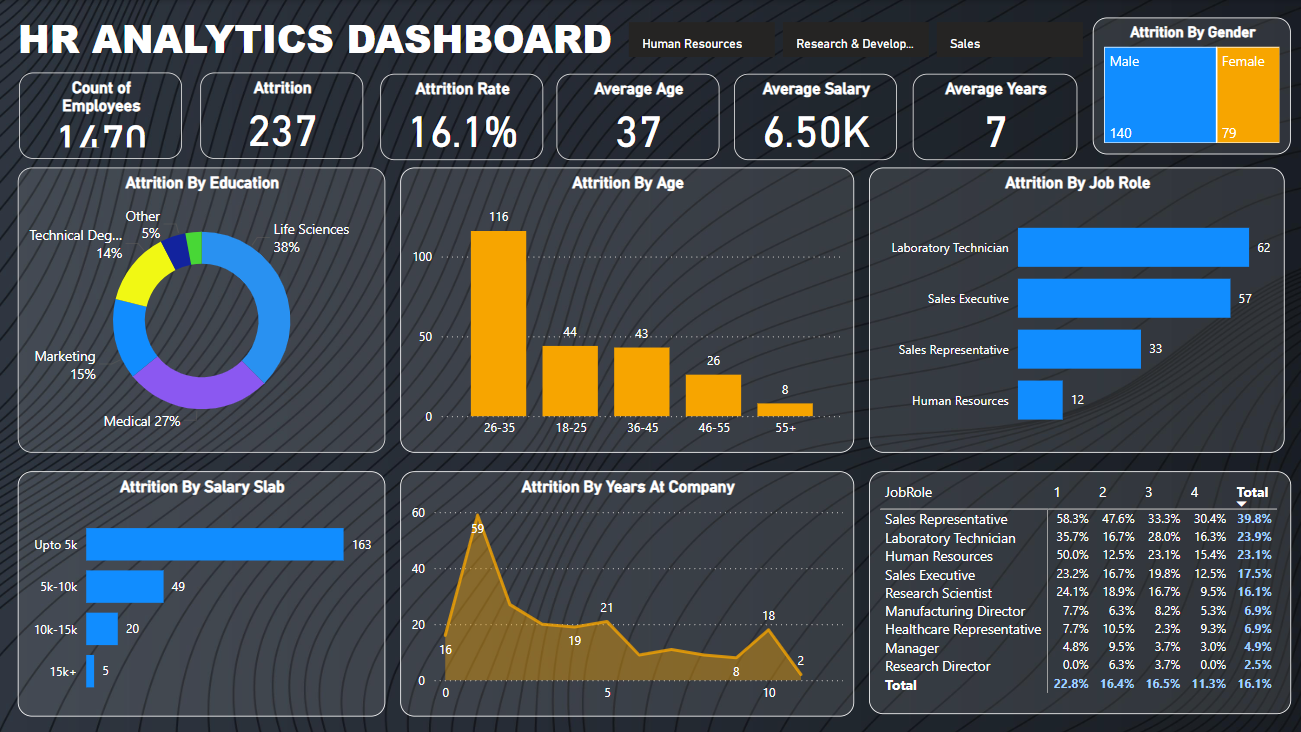 HR ANALYTICS DASHBOARD
Human Resources
Research & Develop...
Sales
Attrition By Gender
Male
Female
140
79
Count of
Employees
1470
Attrition
237
Attrition Rate
16.1%
Average Age
37
Average Salary
6.50K
Average Years
7
Attrition By Education
Other
5%
Life Sciences
38%
Technical Deg...
14%
Marketing
15%
Medical 27%
Attrition By Age
100
50
0
116
44
43
26
8
26-35
18-25
36-45
46-55
55+
Attrition By Job Role
Laboratory Technician 62
Sales Executive 57
Sales Representative 33
Human Resources 12
Attrition By Salary Slab
Upto 5k 163
5k-10k 49
10k-15k 20
15k+ 5
Attrition By Years At Company
60
40
20
0
16
59
19
21
8
18
2
0 5 10
JobRole 1 2 3 4 Total
Sales Representative 58.3% 47.6% 33.3% 30.4% 39.8%
Laboratory Technician 35.7% 16.7% 28.0% 16.3% 23.9%
Human Resources 50.0% 12.5% 23.1% 15.4% 23.1%
Sales Executive 23.2% 16.7% 19.8% 12.5% 17.5%
Research Scientist 24.1% 18.9% 16.7% 9.5% 16.1%
Manufacturing Director 7.7% 6.3% 8.2% 5.3% 6.9%
Healthcare Representative 7.7% 10.5% 2.3% 9.3% 6.9%
Manager 4.8% 9.5% 3.7% 3.0% 4.9%
Research Director 0.0% 6.3% 3.7% 0.0% 2.5%
Total 22.8% 16.4% 16.5% 11.3% 16.1%